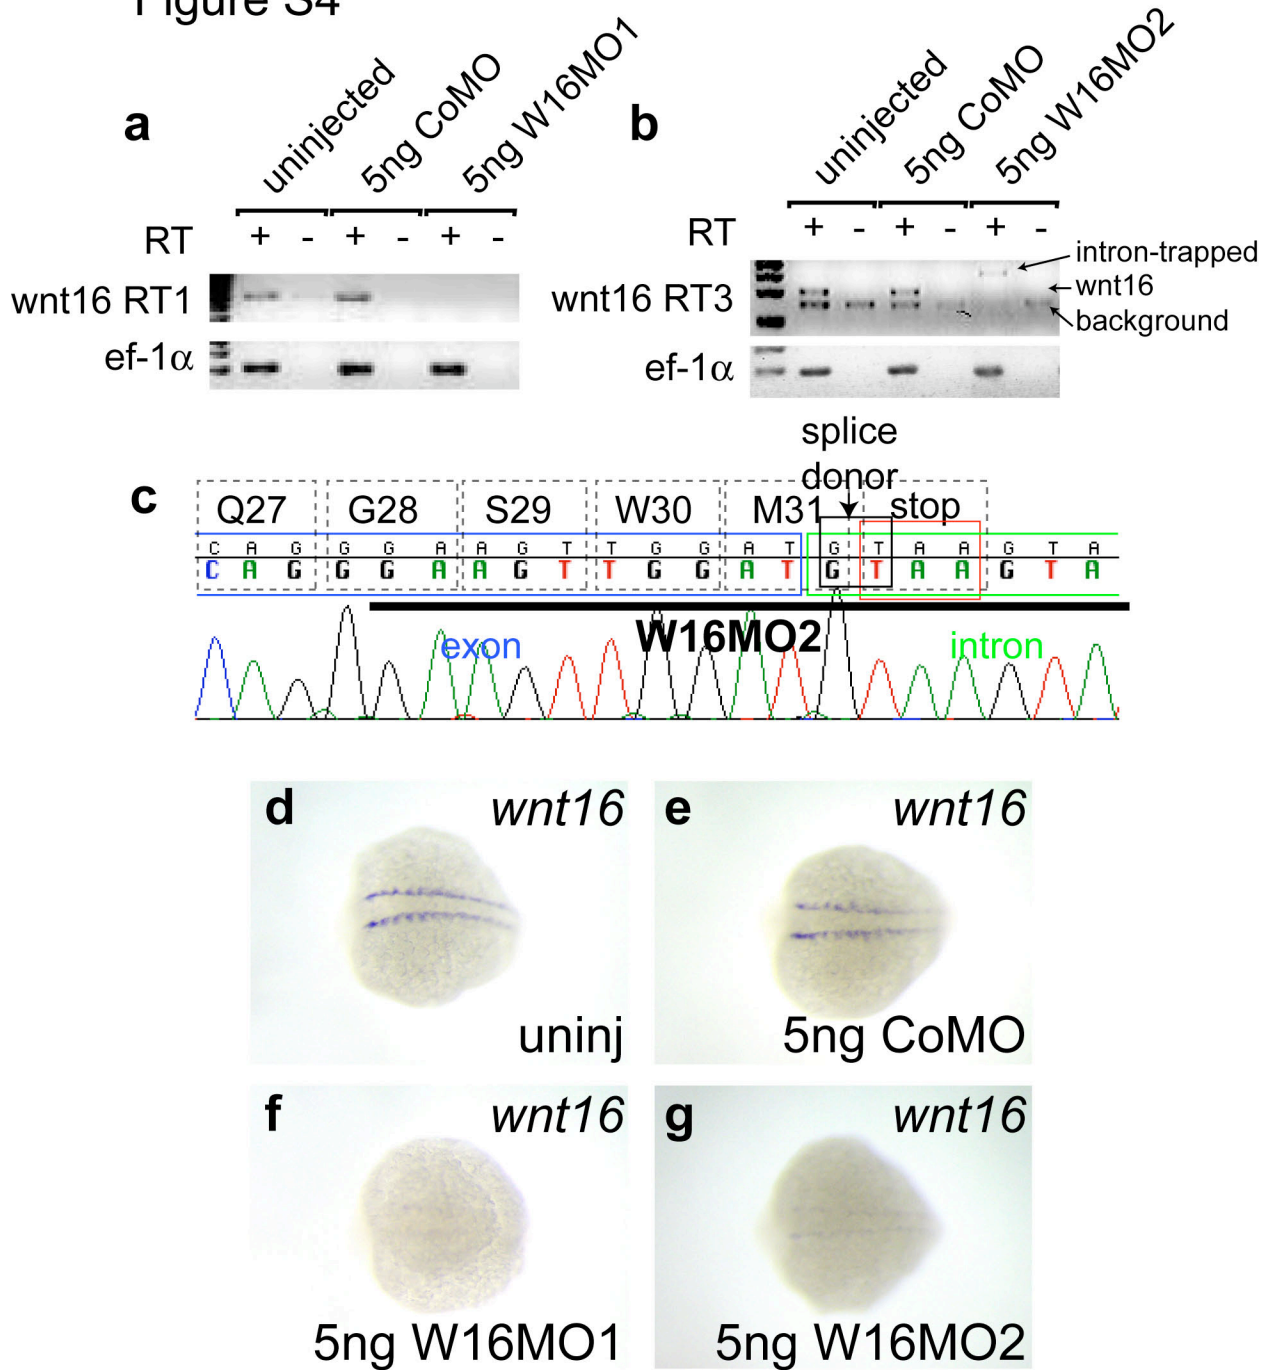 Figure S4
a
uninjected
5ng CoMO
5ng W16MO1
RT + - + - + -
wnt16 RT1
ef-1α
b
uninjected
5ng CoMO
5ng W16MO2
RT + - + - + -
wnt16 RT3
ef-1α
intron-trapped
wnt16
background
c
splice
donor
Q27 G28 S29 W30 M31 stop
C A G G G A A G T T G G A T G T A A G T A
C A G G G A A G T T G G A T G T A A G T A
W16MO2
exon
intron
d
wnt16
uninj
e
wnt16
5ng CoMO
f
wnt16
5ng W16MO1
g
wnt16
5ng W16MO2